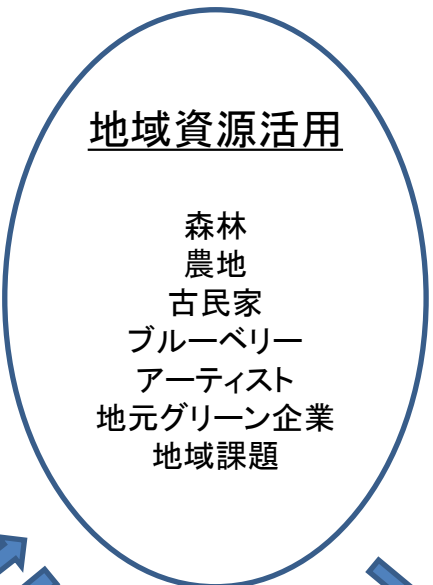 地域資源活用
森林
農地
古民家
ブルーベリー
アーティスト
地元グリーン企業
地域課題